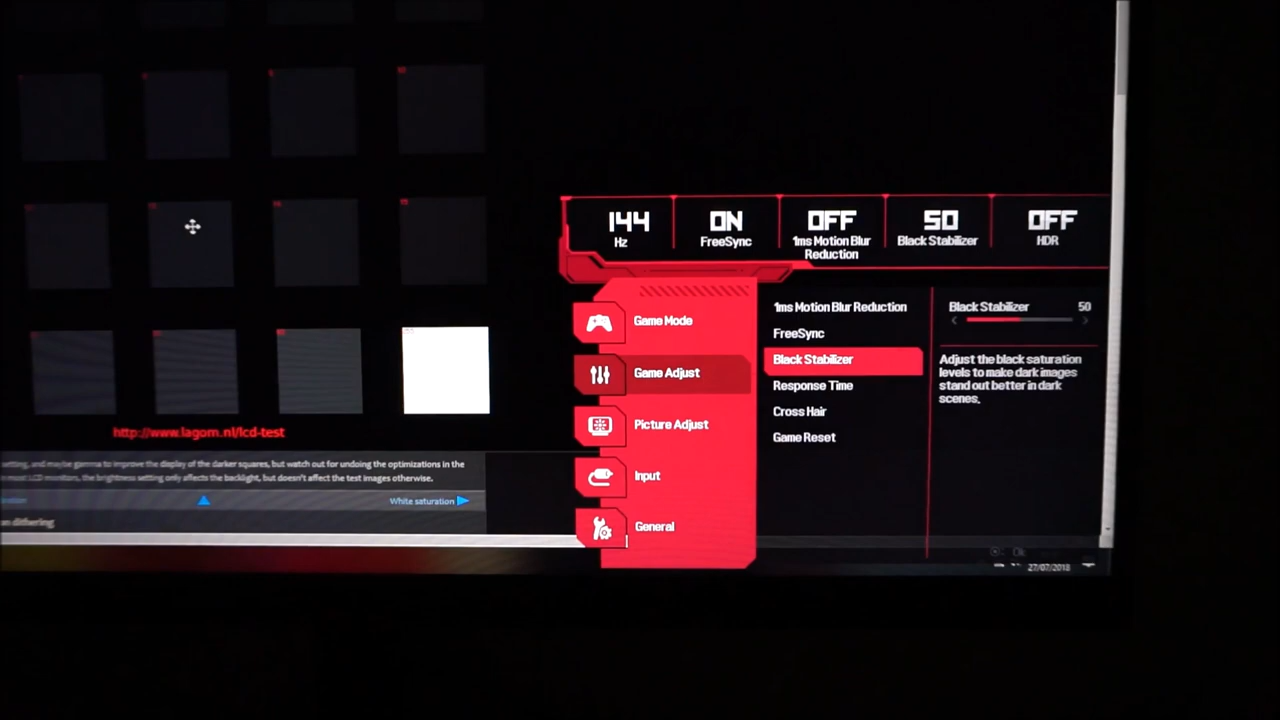 144
Hz
ON
FreeSync
OFF
1ms Motion Blur
Reduction
50
Black Stabilizer
OFF
HDR
Game Mode
Game Adjust
Picture Adjust
Input
General
1ms Motion Blur Reduction
FreeSync
Black Stabilizer
Response Time
Cross Hair
Game Reset
Black Stabilizer 50
Adjust the black saturation
levels to make dark images
stand out better in dark
scenes.
http://www.lagom.nl/lcd-test
setting, and maybe gamma to improve the display of the darker squares, but watch out for undoing the optimizations in the
most LCD monitors, the brightness setting only affects the backlight, but doesn't affect the test images otherwise.
White saturation
dithering
27/07/2018